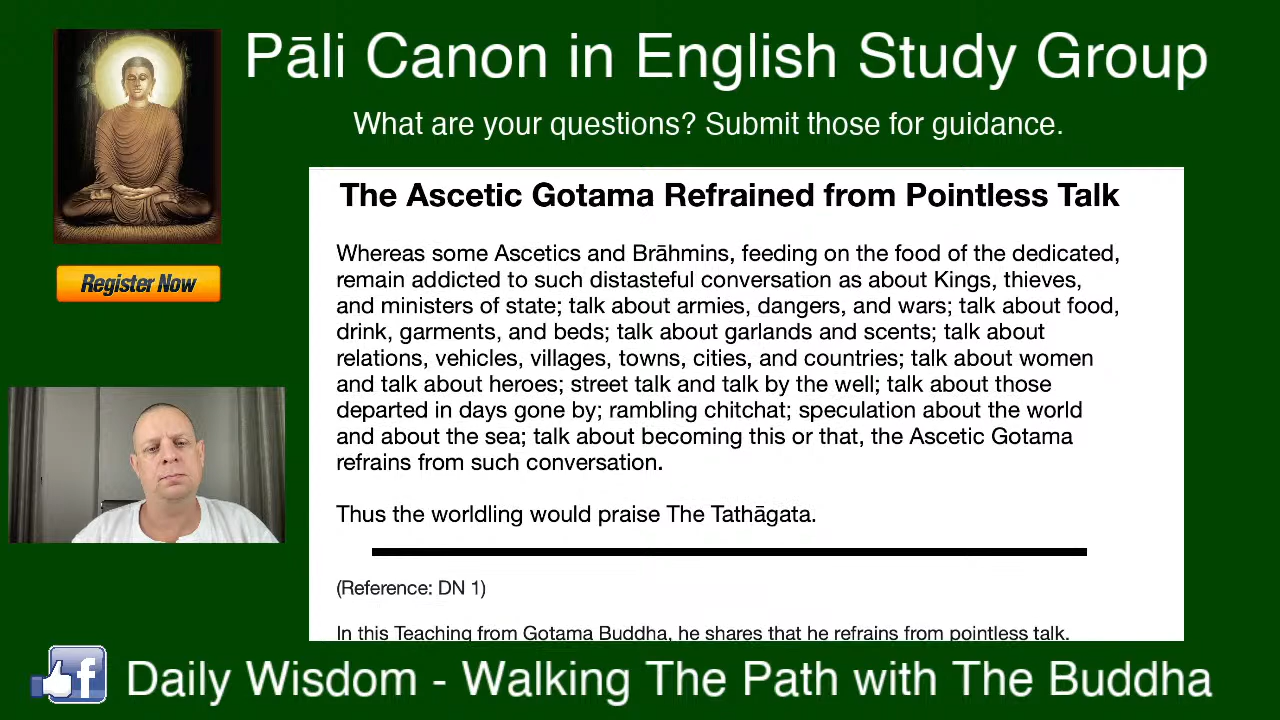 Pāli Canon in English Study Group
What are your questions? Submit those for guidance.
Register Now
The Ascetic Gotama Refrained from Pointless Talk
Whereas some Ascetics and Brāhmins, feeding on the food of the dedicated,
remain addicted to such distasteful conversation as about Kings, thieves,
and ministers of state; talk about armies, dangers, and wars; talk about food,
drink, garments, and beds; talk about garlands and scents; talk about
relations, vehicles, villages, towns, cities, and countries; talk about women
and talk about heroes; street talk and talk by the well; talk about those
departed in days gone by; rambling chitchat; speculation about the world
and about the sea; talk about becoming this or that, the Ascetic Gotama
refrains from such conversation.
Thus the worldling would praise The Tathāgata.
(Reference: DN 1)
In this Teaching from Gotama Buddha, he shares that he refrains from pointless talk.
f
Daily Wisdom - Walking The Path with The Buddha